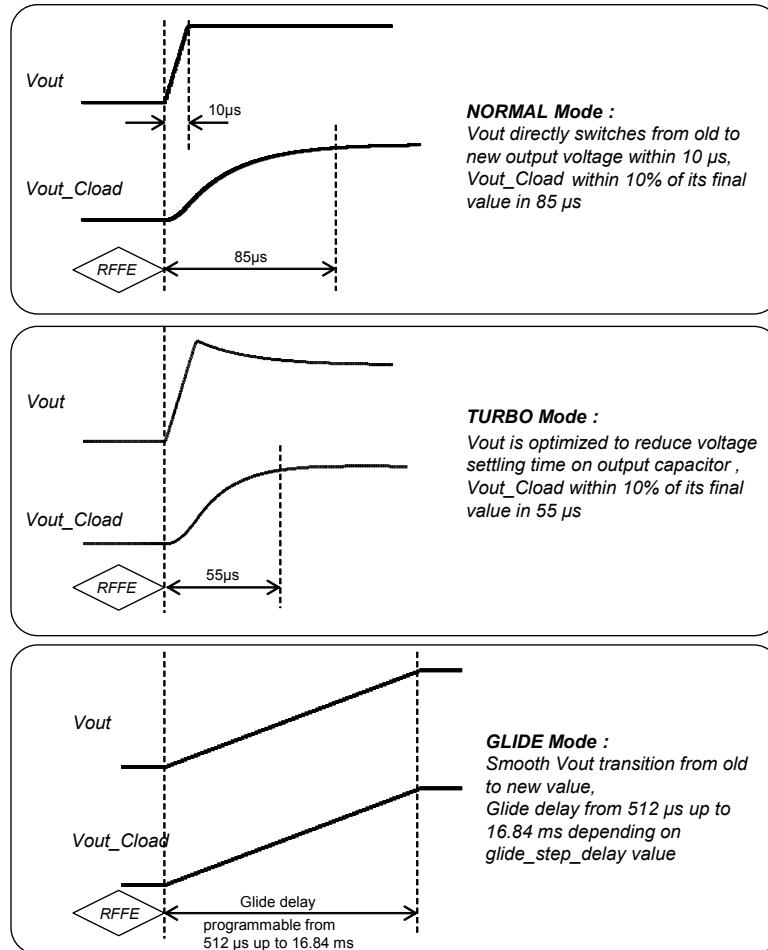 Vout
10µs
Vout_Cload
RFFE
85µs
NORMAL Mode :
Vout directly switches from old to
new output voltage within 10 µs,
Vout_Cload within 10% of its final
value in 85 µs
Vout
Vout_Cload
RFFE
55µs
TURBO Mode :
Vout is optimized to reduce voltage
settling time on output capacitor ,
Vout_Cload within 10% of its final
value in 55 µs
Vout
Vout_Cload
RFFE
Glide delay
programmable from
512 µs up to 16.84 ms
GLIDE Mode :
Smooth Vout transition from old
to new value,
Glide delay from 512 µs up to
16.84 ms depending on
glide_step_delay value